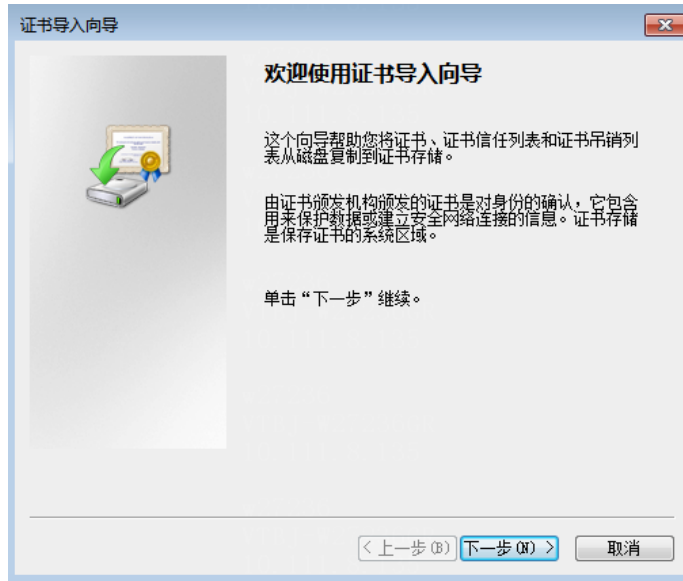 证书导入向导
欢迎使用证书导入向导
这个向导帮助您将证书、证书信任列表和证书吊销列
表从磁盘复制到证书存储。
由证书颁发机构颁发的证书是对身份的确认，它包含
用来保护数据或建立安全网络连接的信息。证书存储
是保存证书的系统区域。
单击“下一步”继续。
< 上一步(B) 下一步(N) > 取消